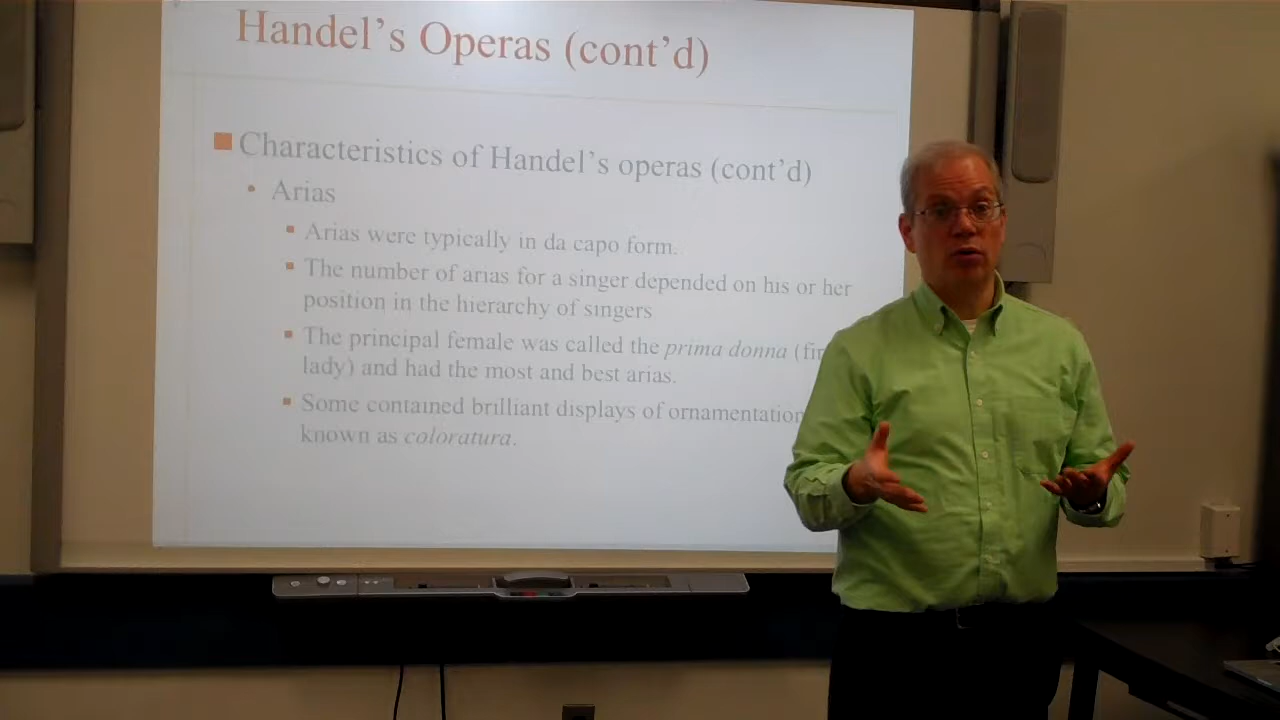 Handel's Operas (cont'd)
Characteristics of Handel's operas (cont'd)
Arias
Arias were typically in da capo form.
The number of arias for a singer depended on his or her
position in the hierarchy of singers
The principal female was called the prima donna
lady) and had the most and best arias.
Some contained brilliant displays of ornamentation
known as coloratura.